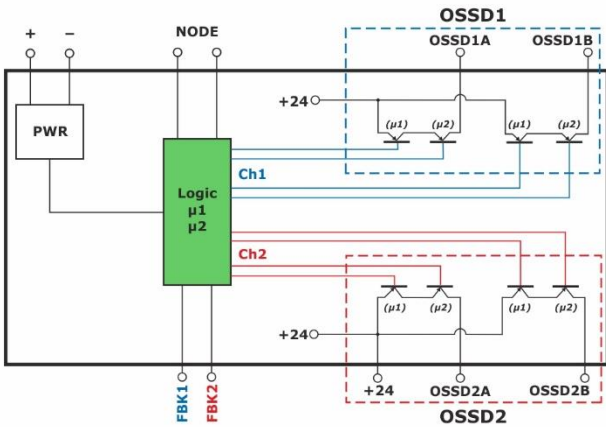 + − NODE
OSSD1
OSSD1A OSSD1B
+24
PWR
(μ1) (μ2) (μ1) (μ2)
Logic
μ1
μ2
Ch1
Ch2
(μ1) (μ2) (μ1) (μ2)
+24
FBK1
FBK2
+24 OSSD2A OSSD2B
OSSD2